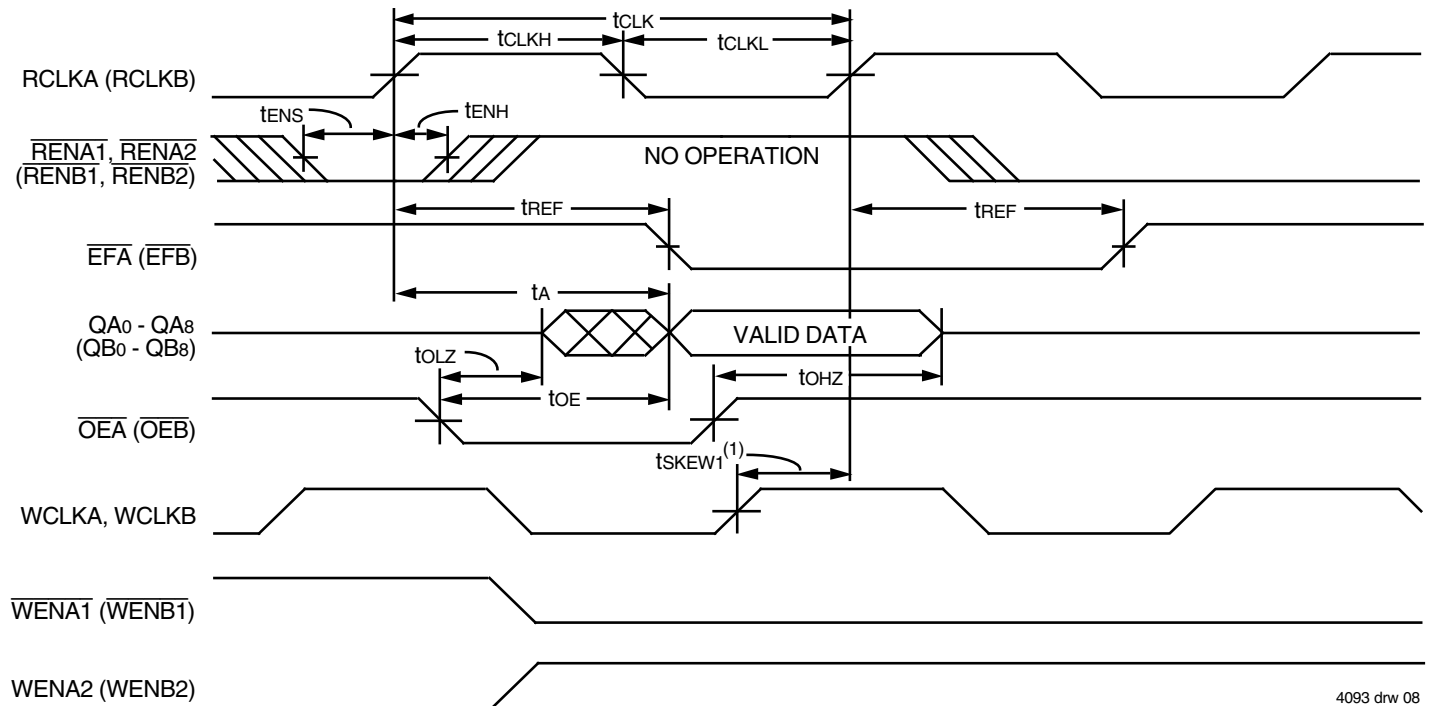 tCLK
tCLKH
tCLKL
RCLKA (RCLKB)
tENS
tENH
RENA1, RENA2
(RENB1, RENB2)
NO OPERATION
tREF
tREF
EFA (EFB)
tA
QA0 - QA8
(QB0 - QB8)
VALID DATA
tOLZ
tOHZ
tOE
OEA (OEB)
tSKEW1(1)
WCLKA, WCLKB
WENA1 (WENB1)
WENA2 (WENB2)
4093 drw 08